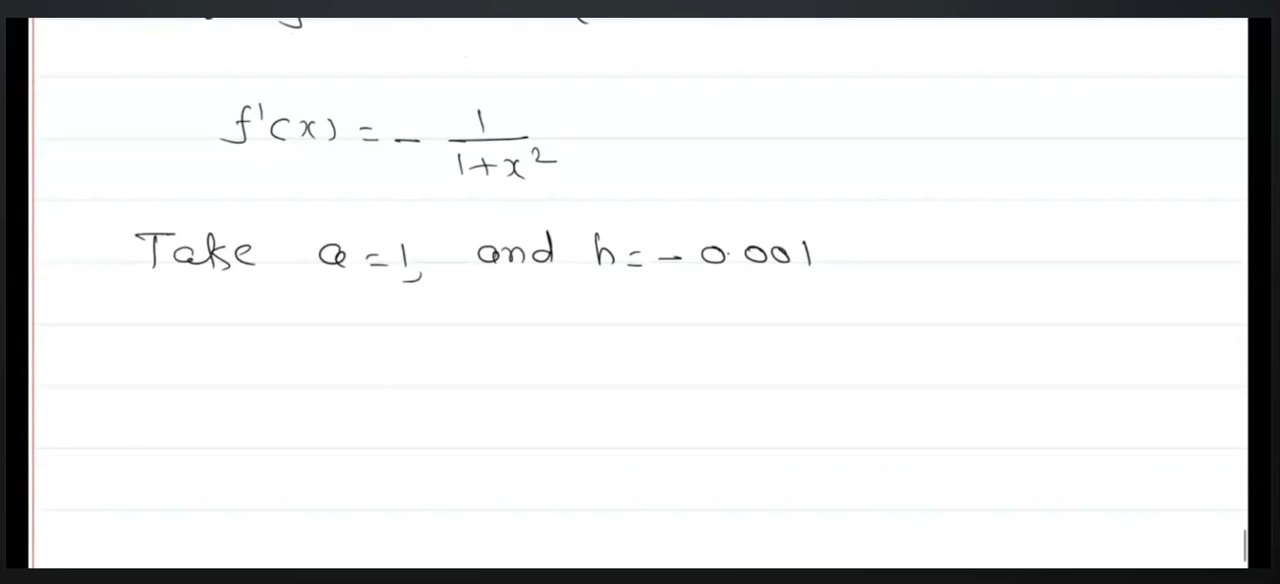 f'(x) = - 1/(1+x²)
Take a=1, and h=-0.001